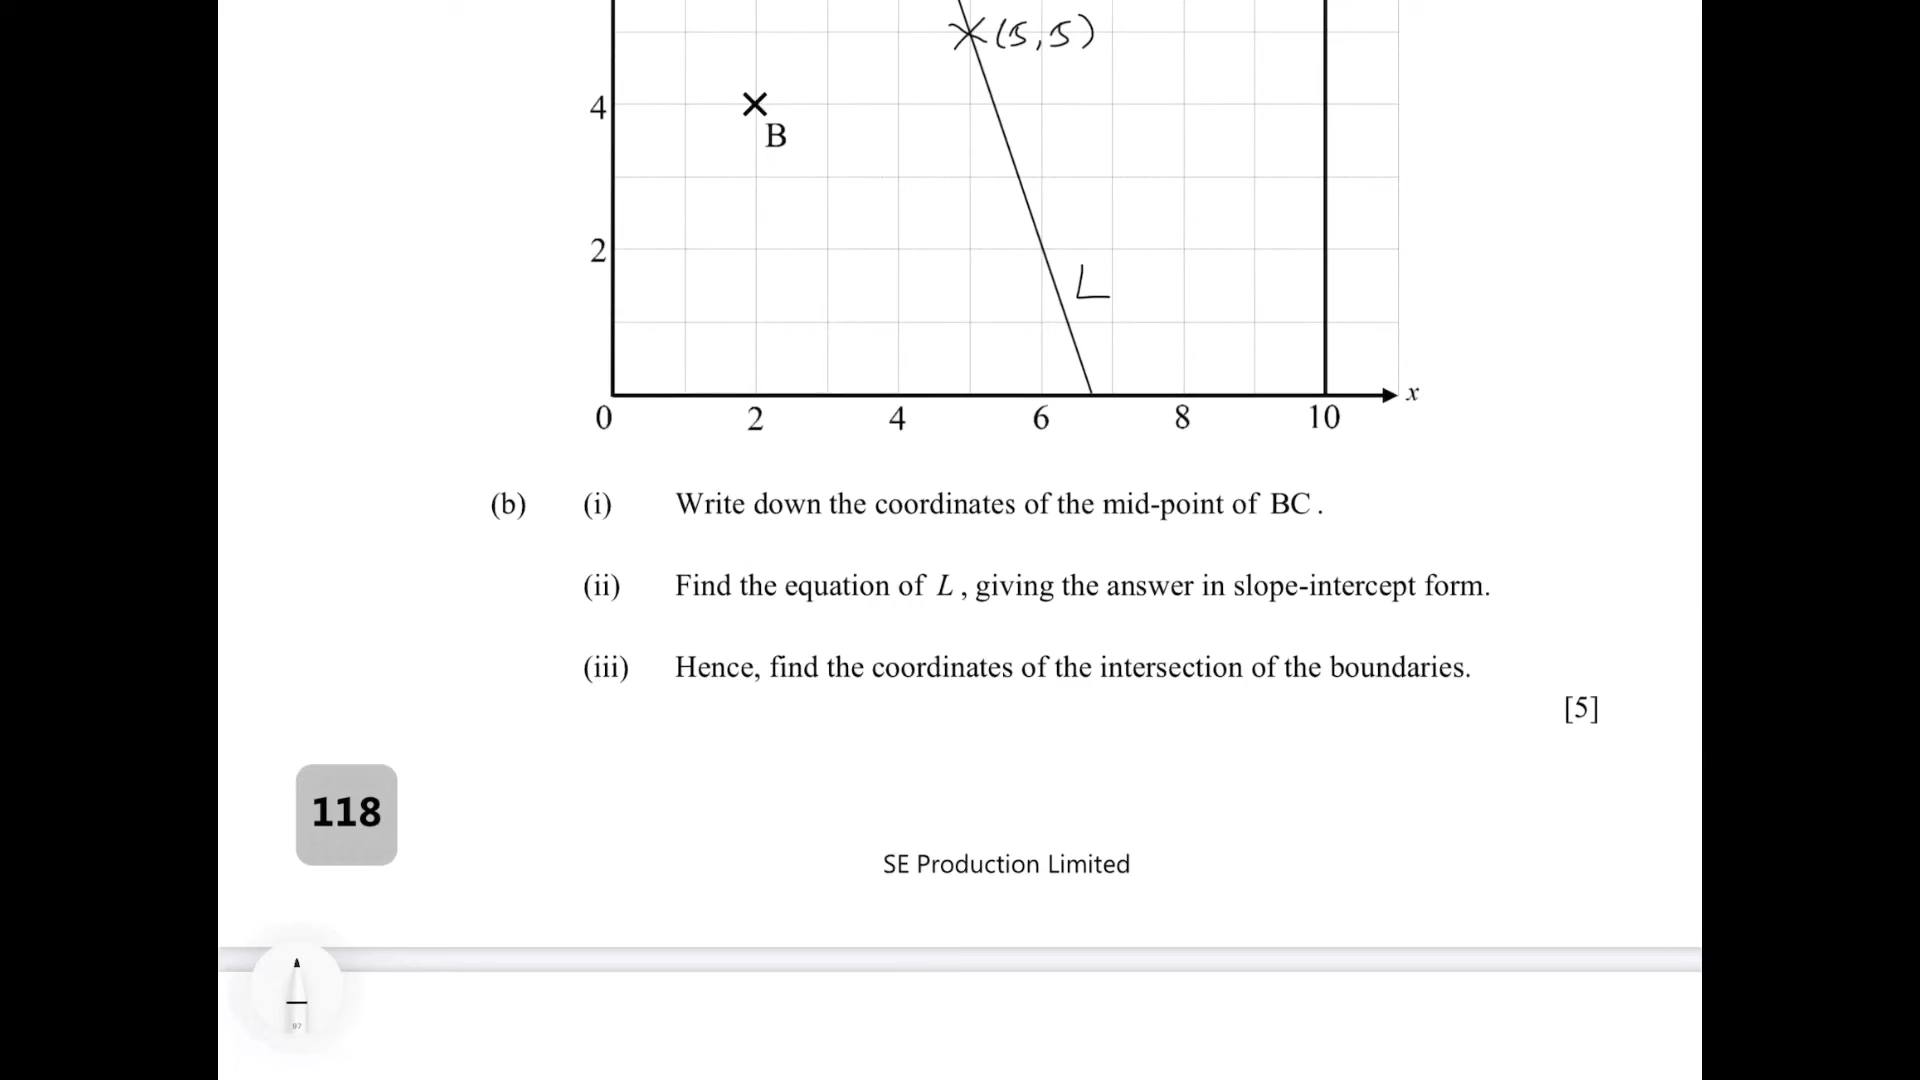 (5,5)
4
B
2
L
x
0 2 4 6 8 10
(b) (i) Write down the coordinates of the mid-point of BC .
(ii) Find the equation of L , giving the answer in slope-intercept form.
(iii) Hence, find the coordinates of the intersection of the boundaries.
[5]
118
SE Production Limited
97